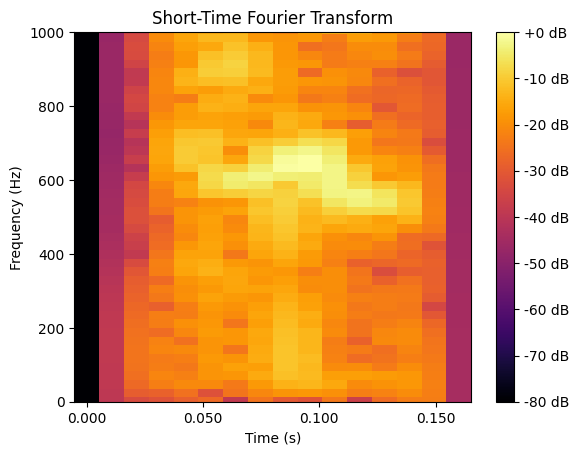 Short-Time Fourier Transform
1000
800
600
400
200
0
Frequency (Hz)
0.000
0.050
0.100
0.150
Time (s)
+0 dB
-10 dB
-20 dB
-30 dB
-40 dB
-50 dB
-60 dB
-70 dB
-80 dB